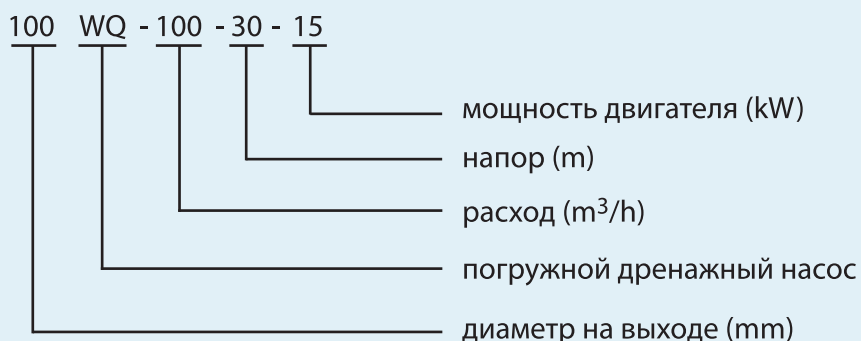 100 WQ - 100 - 30 - 15
мощность двигателя (kW)
напор (m)
расход (m³/h)
погружной дренажный насос
диаметр на выходе (mm)